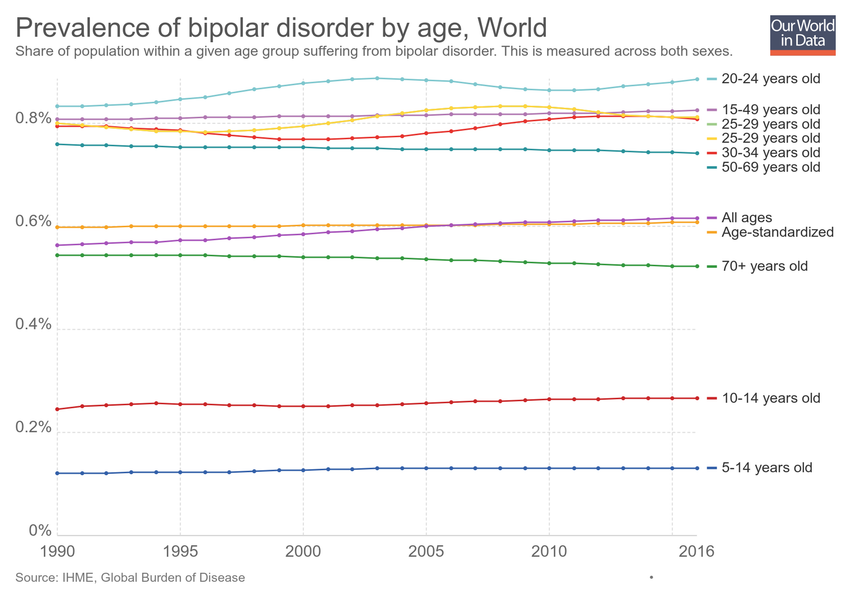 Prevalence of bipolar disorder by age, World
Share of population within a given age group suffering from bipolar disorder. This is measured across both sexes.
Our World
in Data
20-24 years old
15-49 years old
25-29 years old
25-29 years old
30-34 years old
50-69 years old
All ages
Age-standardized
70+ years old
10-14 years old
5-14 years old
0.8%
0.6%
0.4%
0.2%
0%
1990
1995
2000
2005
2010
2016
Source: IHME, Global Burden of Disease